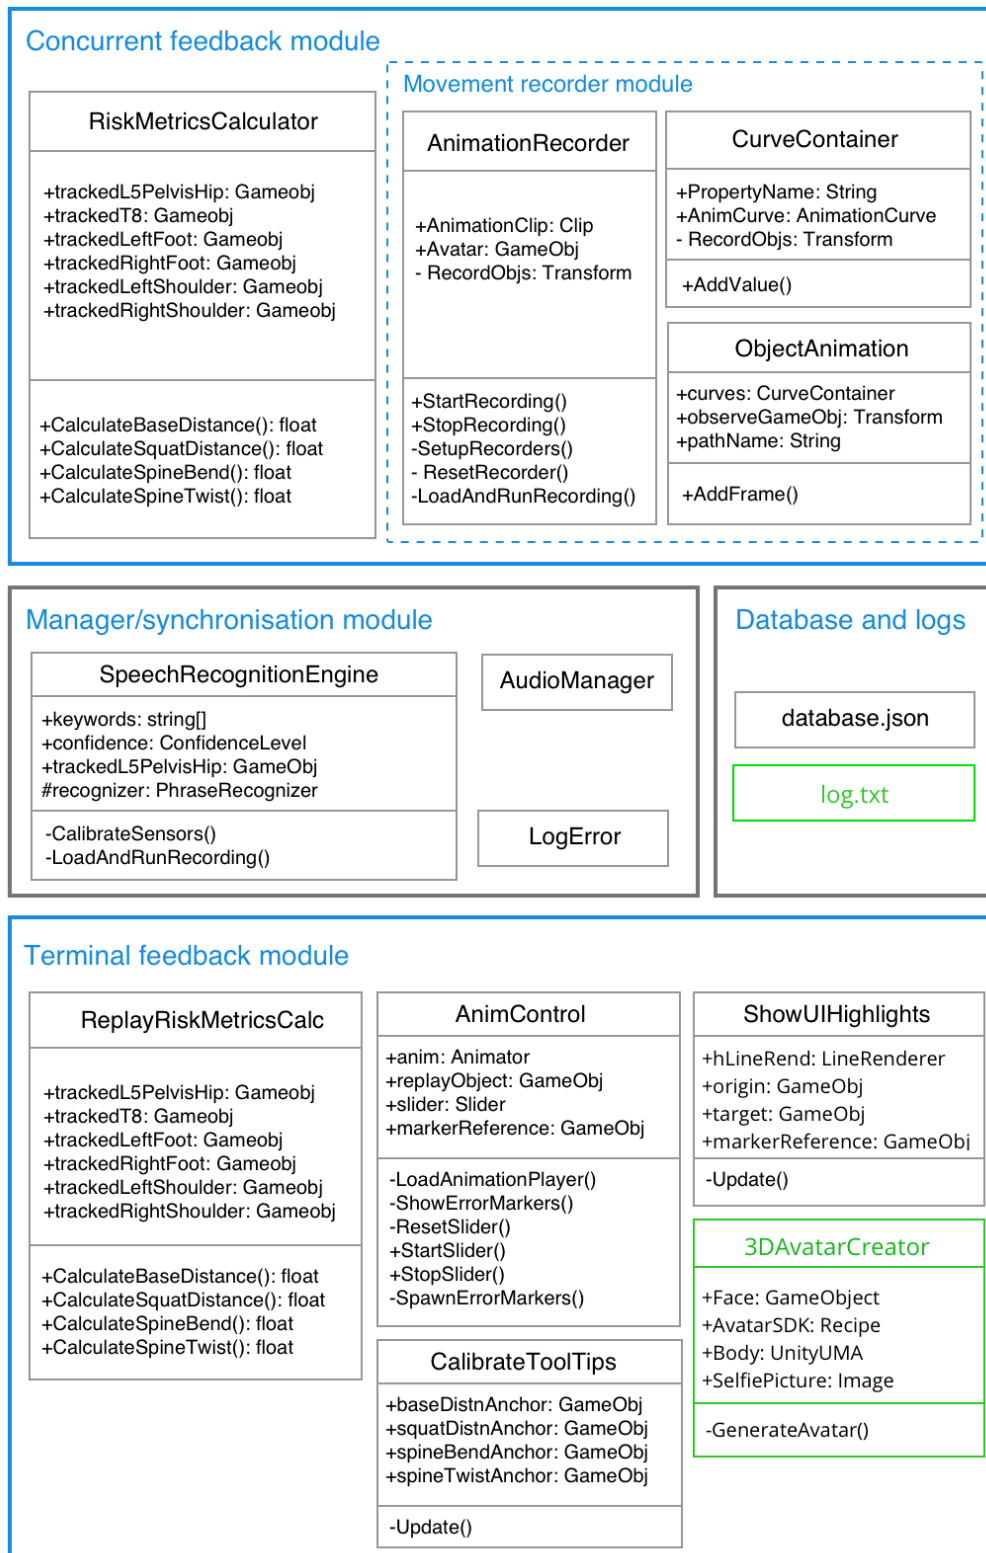 Concurrent feedback module
RiskMetricsCalculator
+trackedL5PelvisHip: Gameobj
+trackedT8: Gameobj
+trackedLeftFoot: Gameobj
+trackedRightFoot: Gameobj
+trackedLeftShoulder: Gameobj
+trackedRightShoulder: Gameobj
+CalculateBaseDistance(): float
+CalculateSquatDistance(): float
+CalculateSpineBend(): float
+CalculateSpineTwist(): float
Movement recorder module
AnimationRecorder
+AnimationClip: Clip
+Avatar: GameObj
- RecordObjs: Transform
+StartRecording()
+StopRecording()
-SetupRecorders()
- ResetRecorder()
-LoadAndRunRecording()
CurveContainer
+PropertyName: String
+AnimCurve: AnimationCurve
- RecordObjs: Transform
+AddValue()
ObjectAnimation
+curves: CurveContainer
+observeGameObj: Transform
+pathName: String
+AddFrame()
Manager/synchronisation module
SpeechRecognitionEngine
+keywords: string[]
+confidence: ConfidenceLevel
+trackedL5PelvisHip: GameObj
#recognizer: PhraseRecognizer
-CalibrateSensors()
-LoadAndRunRecording()
AudioManager
LogError
Database and logs
database.json
log.txt
Terminal feedback module
ReplayRiskMetricsCalc
+trackedL5PelvisHip: Gameobj
+trackedT8: Gameobj
+trackedLeftFoot: Gameobj
+trackedRightFoot: Gameobj
+trackedLeftShoulder: Gameobj
+trackedRightShoulder: Gameobj
+CalculateBaseDistance(): float
+CalculateSquatDistance(): float
+CalculateSpineBend(): float
+CalculateSpineTwist(): float
AnimControl
+anim: Animator
+replayObject: GameObj
+slider: Slider
+markerReference: GameObj
-LoadAnimationPlayer()
-ShowErrorMarkers()
-ResetSlider()
+StartSlider()
+StopSlider()
-SpawnErrorMarkers()
CalibrateToolTips
+baseDistnAnchor: GameObj
+squatDistnAnchor: GameObj
+spineBendAnchor: GameObj
+spineTwistAnchor: GameObj
-Update()
ShowUIHighlights
+hLineRend: LineRenderer
+origin: GameObj
+target: GameObj
+markerReference: GameObj
-Update()
3DAvatarCreator
+Face: GameObject
+AvatarSDK: Recipe
+Body: UnityUMA
+SelfiePicture: Image
-GenerateAvatar()